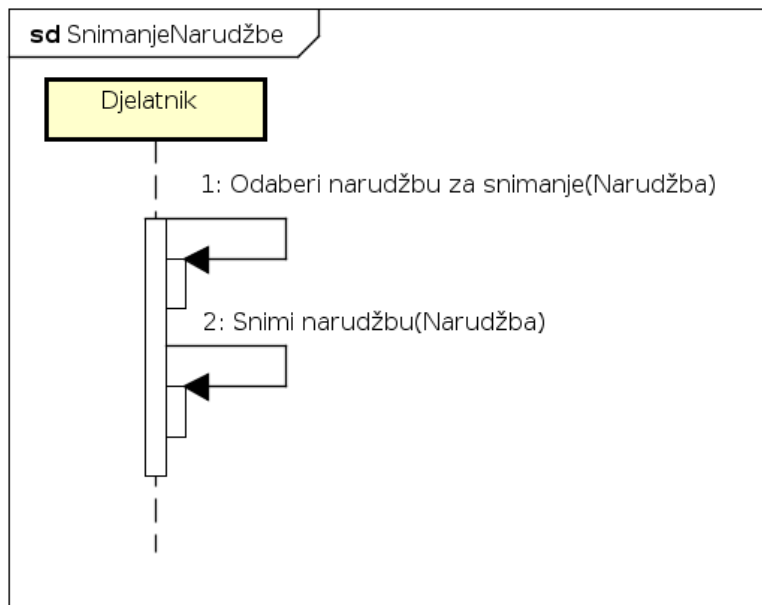 sd SnimanjeNarudžbe
Djelatnik
1: Odaberi narudžbu za snimanje(Narudžba)
2: Snimi narudžbu(Narudžba)